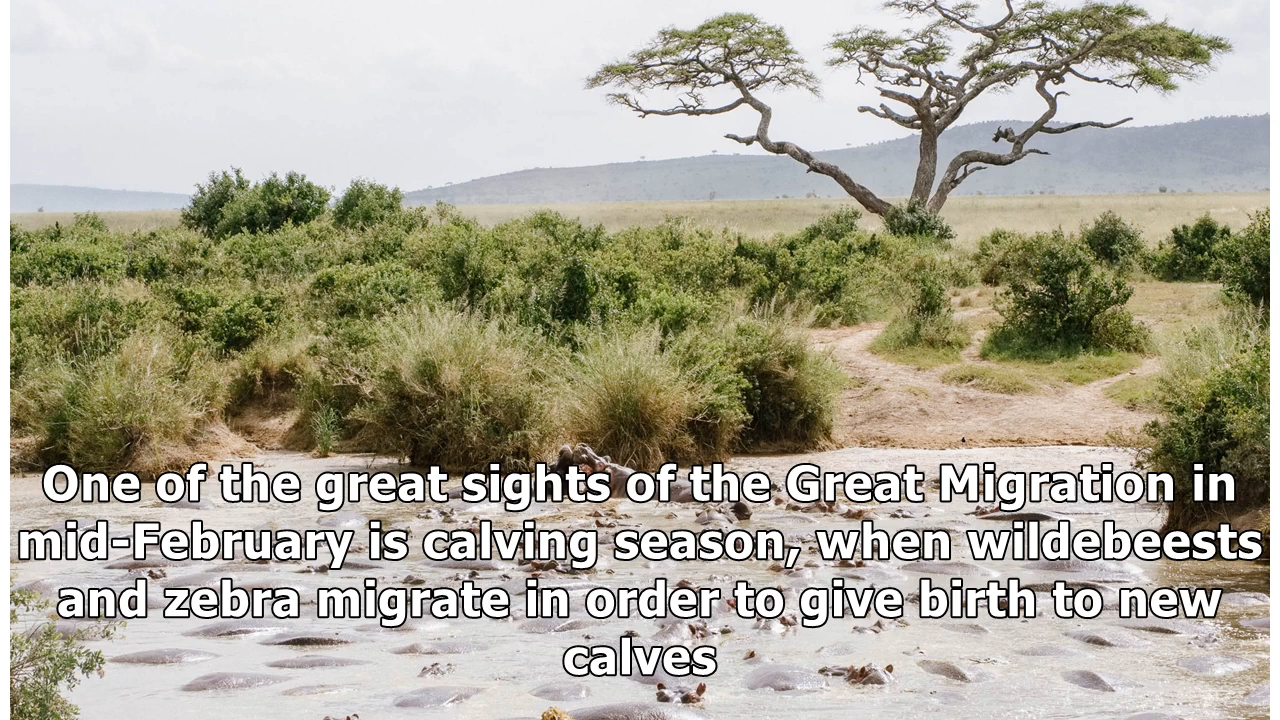 One of the great sights of the Great Migration in
mid-February is calving season, when wildebeests
and zebra migrate in order to give birth to new
calves